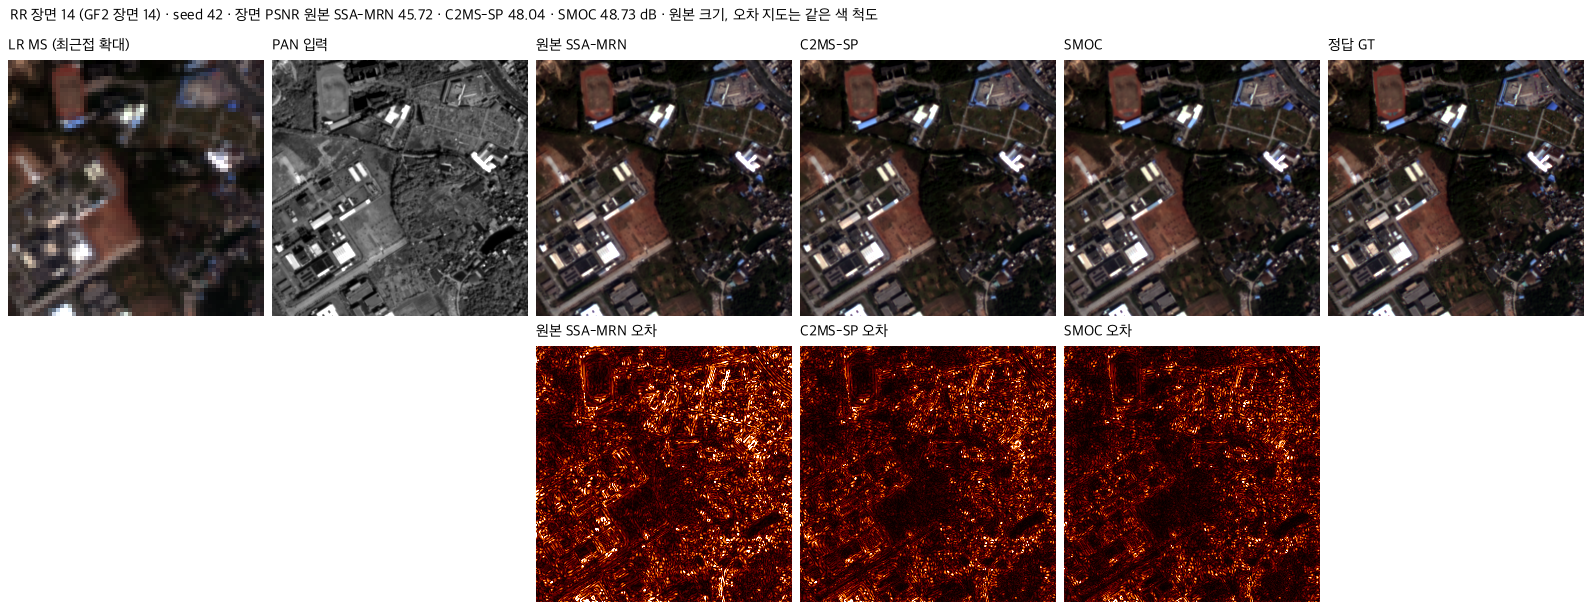 RR 장면 14 (GF2 장면 14) · seed 42 · 장면 PSNR 원본 SSA-MRN 45.72 · C2MS-SP 48.04 · SMOC 48.73 dB · 원본 크기, 오차 지도는 같은 색 척도
LR MS (최근접 확대)
PAN 입력
원본 SSA-MRN
C2MS-SP
SMOC
정답 GT
원본 SSA-MRN 오차
C2MS-SP 오차
SMOC 오차